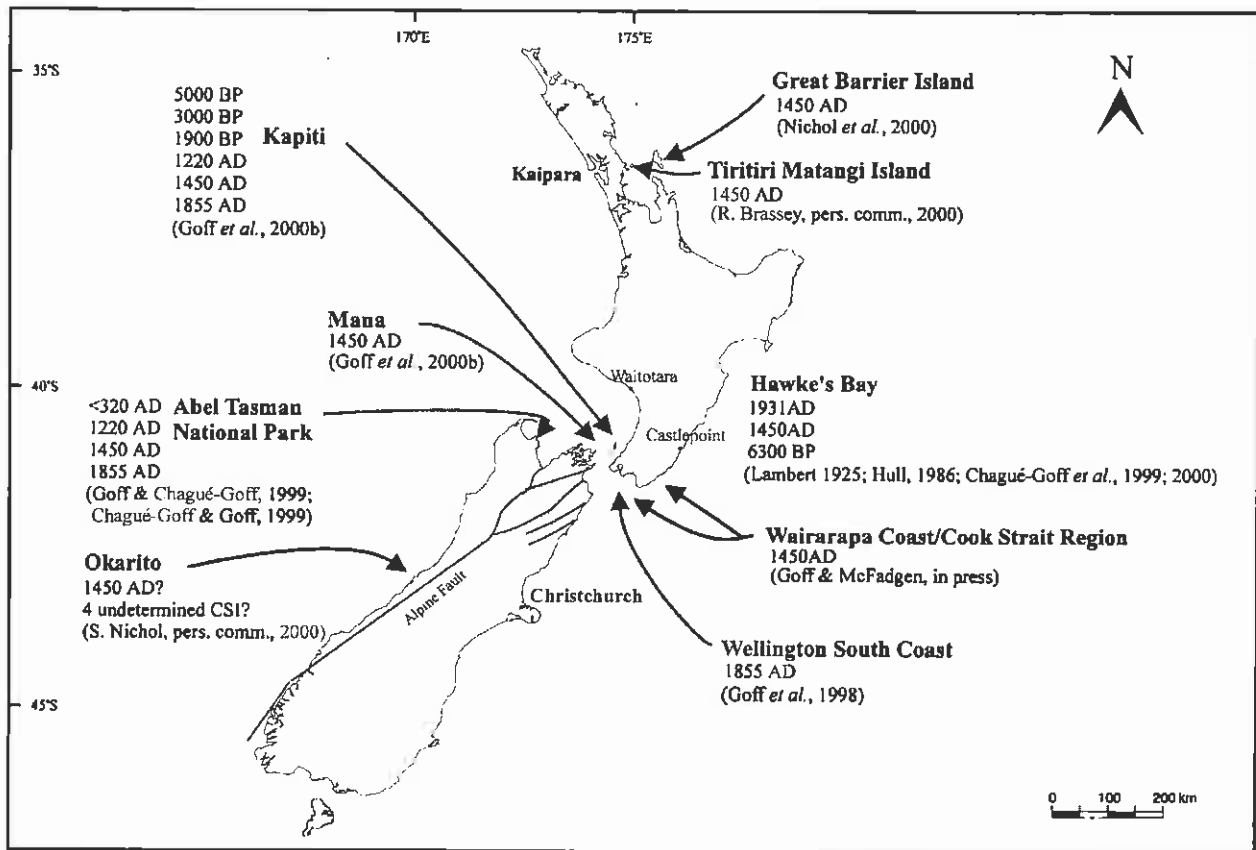 170°E
175°E
35°S
40°S
45°S
N
5000 BP
3000 BP
1900 BP
Kapiti
1220 AD
1450 AD
1855 AD
(Goff et al., 2000b)
Great Barrier Island
1450 AD
(Nichol et al., 2000)
Kaipara
Tiritiri Matangi Island
1450 AD
(R. Brassey, pers. comm., 2000)
Mana
1450 AD
(Goff et al , 2000b)
Waitotara
Castlepoint
Hawke's Bay
1931AD
1450AD
6300 BP
(Lambert 1925; Hull, 1986; Chagué-Goff et al., 1999; 2000)
<320 AD Abel Tasman
1220 AD National Park
1450 AD
1855 AD
(Goff & Chagué-Goff, 1999;
Chagué-Goff & Goff, 1999)
Wairarapa Coast/Cook Strait Region
1450AD
(Goff & McFadgen, in press)
Okarito
1450 AD?
4 undetermined CSI?
(S. Nichol, pers. comm., 2000)
Alpine Fault
Christchurch
Wellington South Coast
1855 AD
(Goff et al., 1998)
0 100 200 km